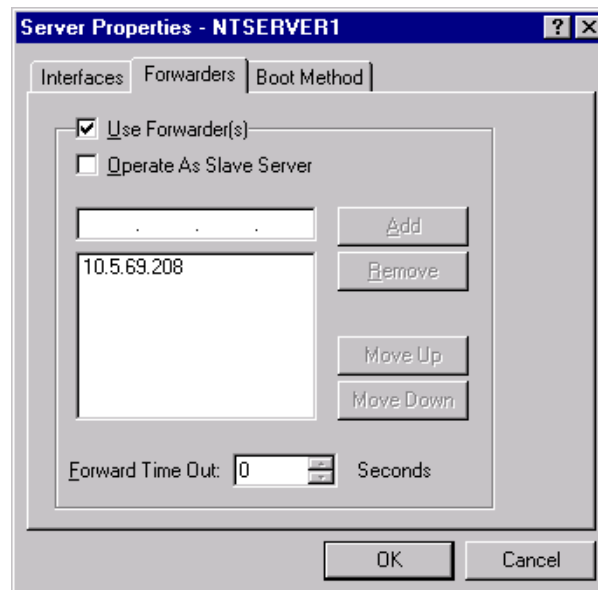 Server Properties - NTSERVER1
Interfaces Forwarders Boot Method
Use Forwarder(s)
Operate As Slave Server
. . . Add
10.5.69.208 Remove
Move Up
Move Down
Forward Time Out: 0 Seconds
OK Cancel